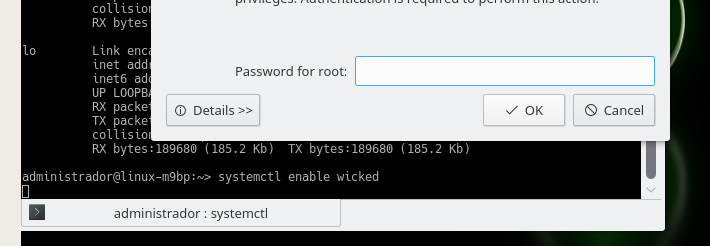 privileges. Authentication is required to perform this action.
collision
RX bytes:
lo Link enca
inet addr
inet6 add
UP LOOPBA
RX packet
TX packet
collision
RX bytes:189680 (185.2 Kb) TX bytes:189680 (185.2 Kb)
Password for root:
Details >>
OK
Cancel
administrador@linux-m9bp:~> systemctl enable wicked
administrador : systemctl